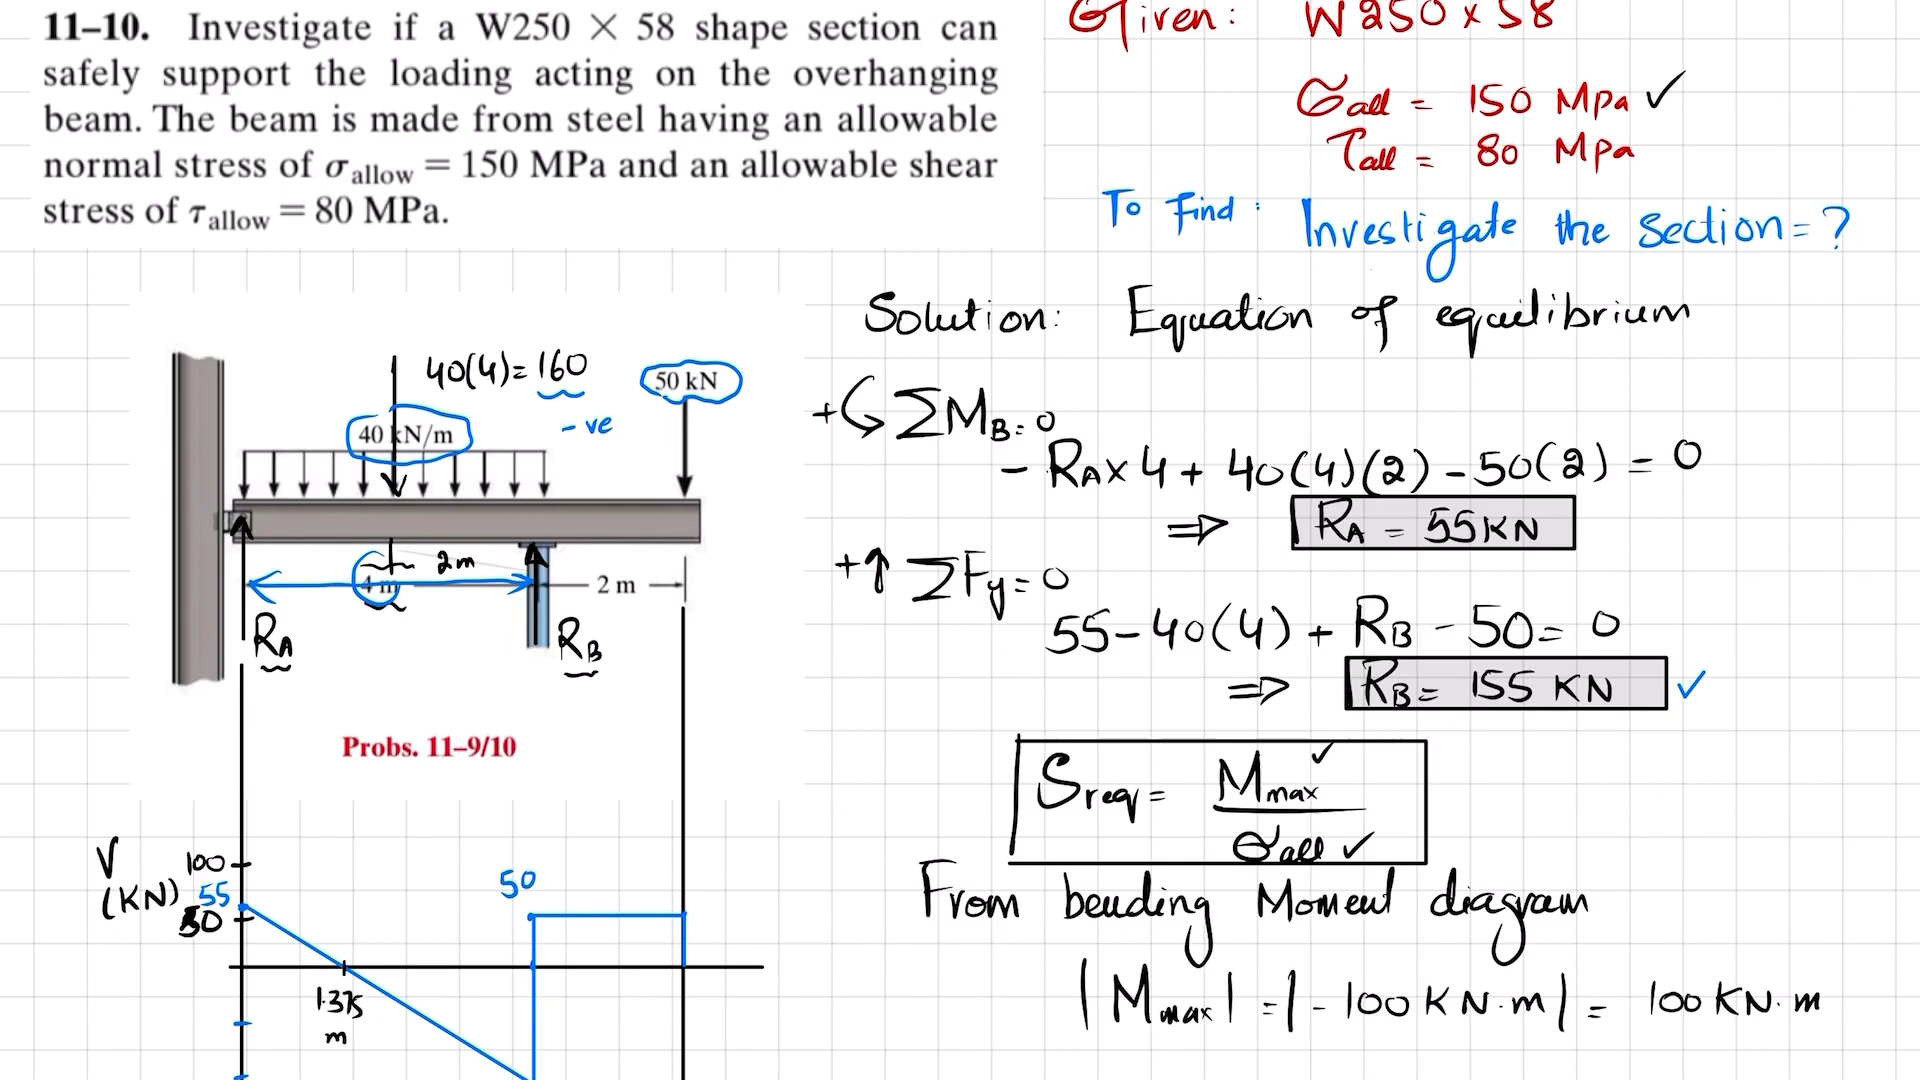 11–10. Investigate if a W250 × 58 shape section can
safely support the loading acting on the overhanging
beam. The beam is made from steel having an allowable
normal stress of σallow = 150 MPa and an allowable shear
stress of τallow = 80 MPa.
Given: W250×58
σall = 150 MPa ✓
τall = 80 MPa
To Find: Investigate the Section=?
Solution: Equation of equilibrium
40(4)=160
-ve
50 kN
40 kN/m
2m
4 m
2 m
RA
RB
Probs. 11–9/10
+↺ ΣMB=0
- RA×4 + 40(4)(2) - 50(2) = 0
⇒ RA = 55KN
+↑ ΣFy=0
55-40(4) + RB - 50= 0
⇒ RB= 155 KN ✓
Sreq = Mmax ✓
σall ✓
From bending Moment diagram
|Mmax| =|- 100 KN.m| = 100 KN.m
V
(KN)
100
55
50
50
1.375
m